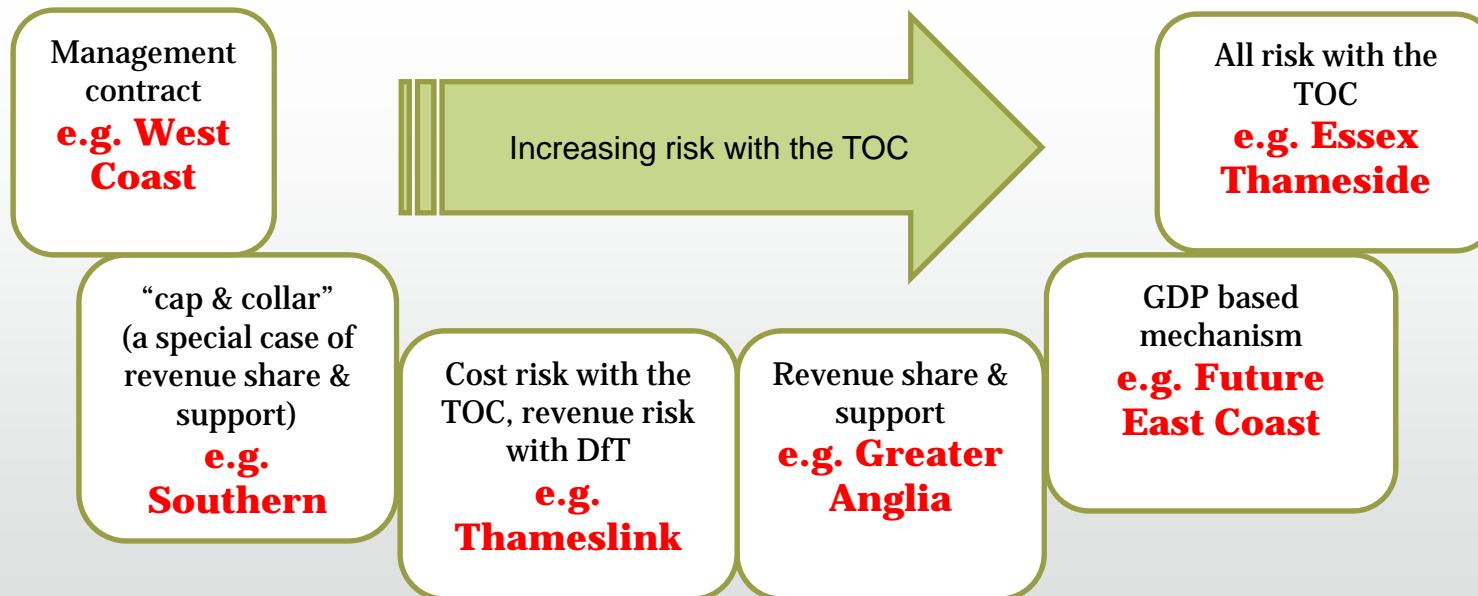 Management
contract
e.g. West
Coast
Increasing risk with the TOC
All risk with the
TOC
e.g. Essex
Thameside
“cap & collar”
(a special case of
revenue share &
support)
e.g.
Southern
Cost risk with the
TOC, revenue risk
with DfT
e.g.
Thameslink
Revenue share &
support
e.g. Greater
Anglia
GDP based
mechanism
e.g. Future
East Coast